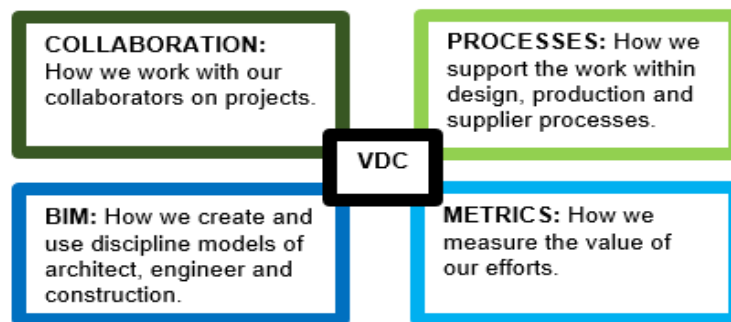 COLLABORATION:
How we work with our
collaborators on projects.
PROCESSES: How we
support the work within
design, production and
supplier processes.
VDC
BIM: How we create and
use discipline models of
architect, engineer and
construction.
METRICS: How we
measure the value of
our efforts.